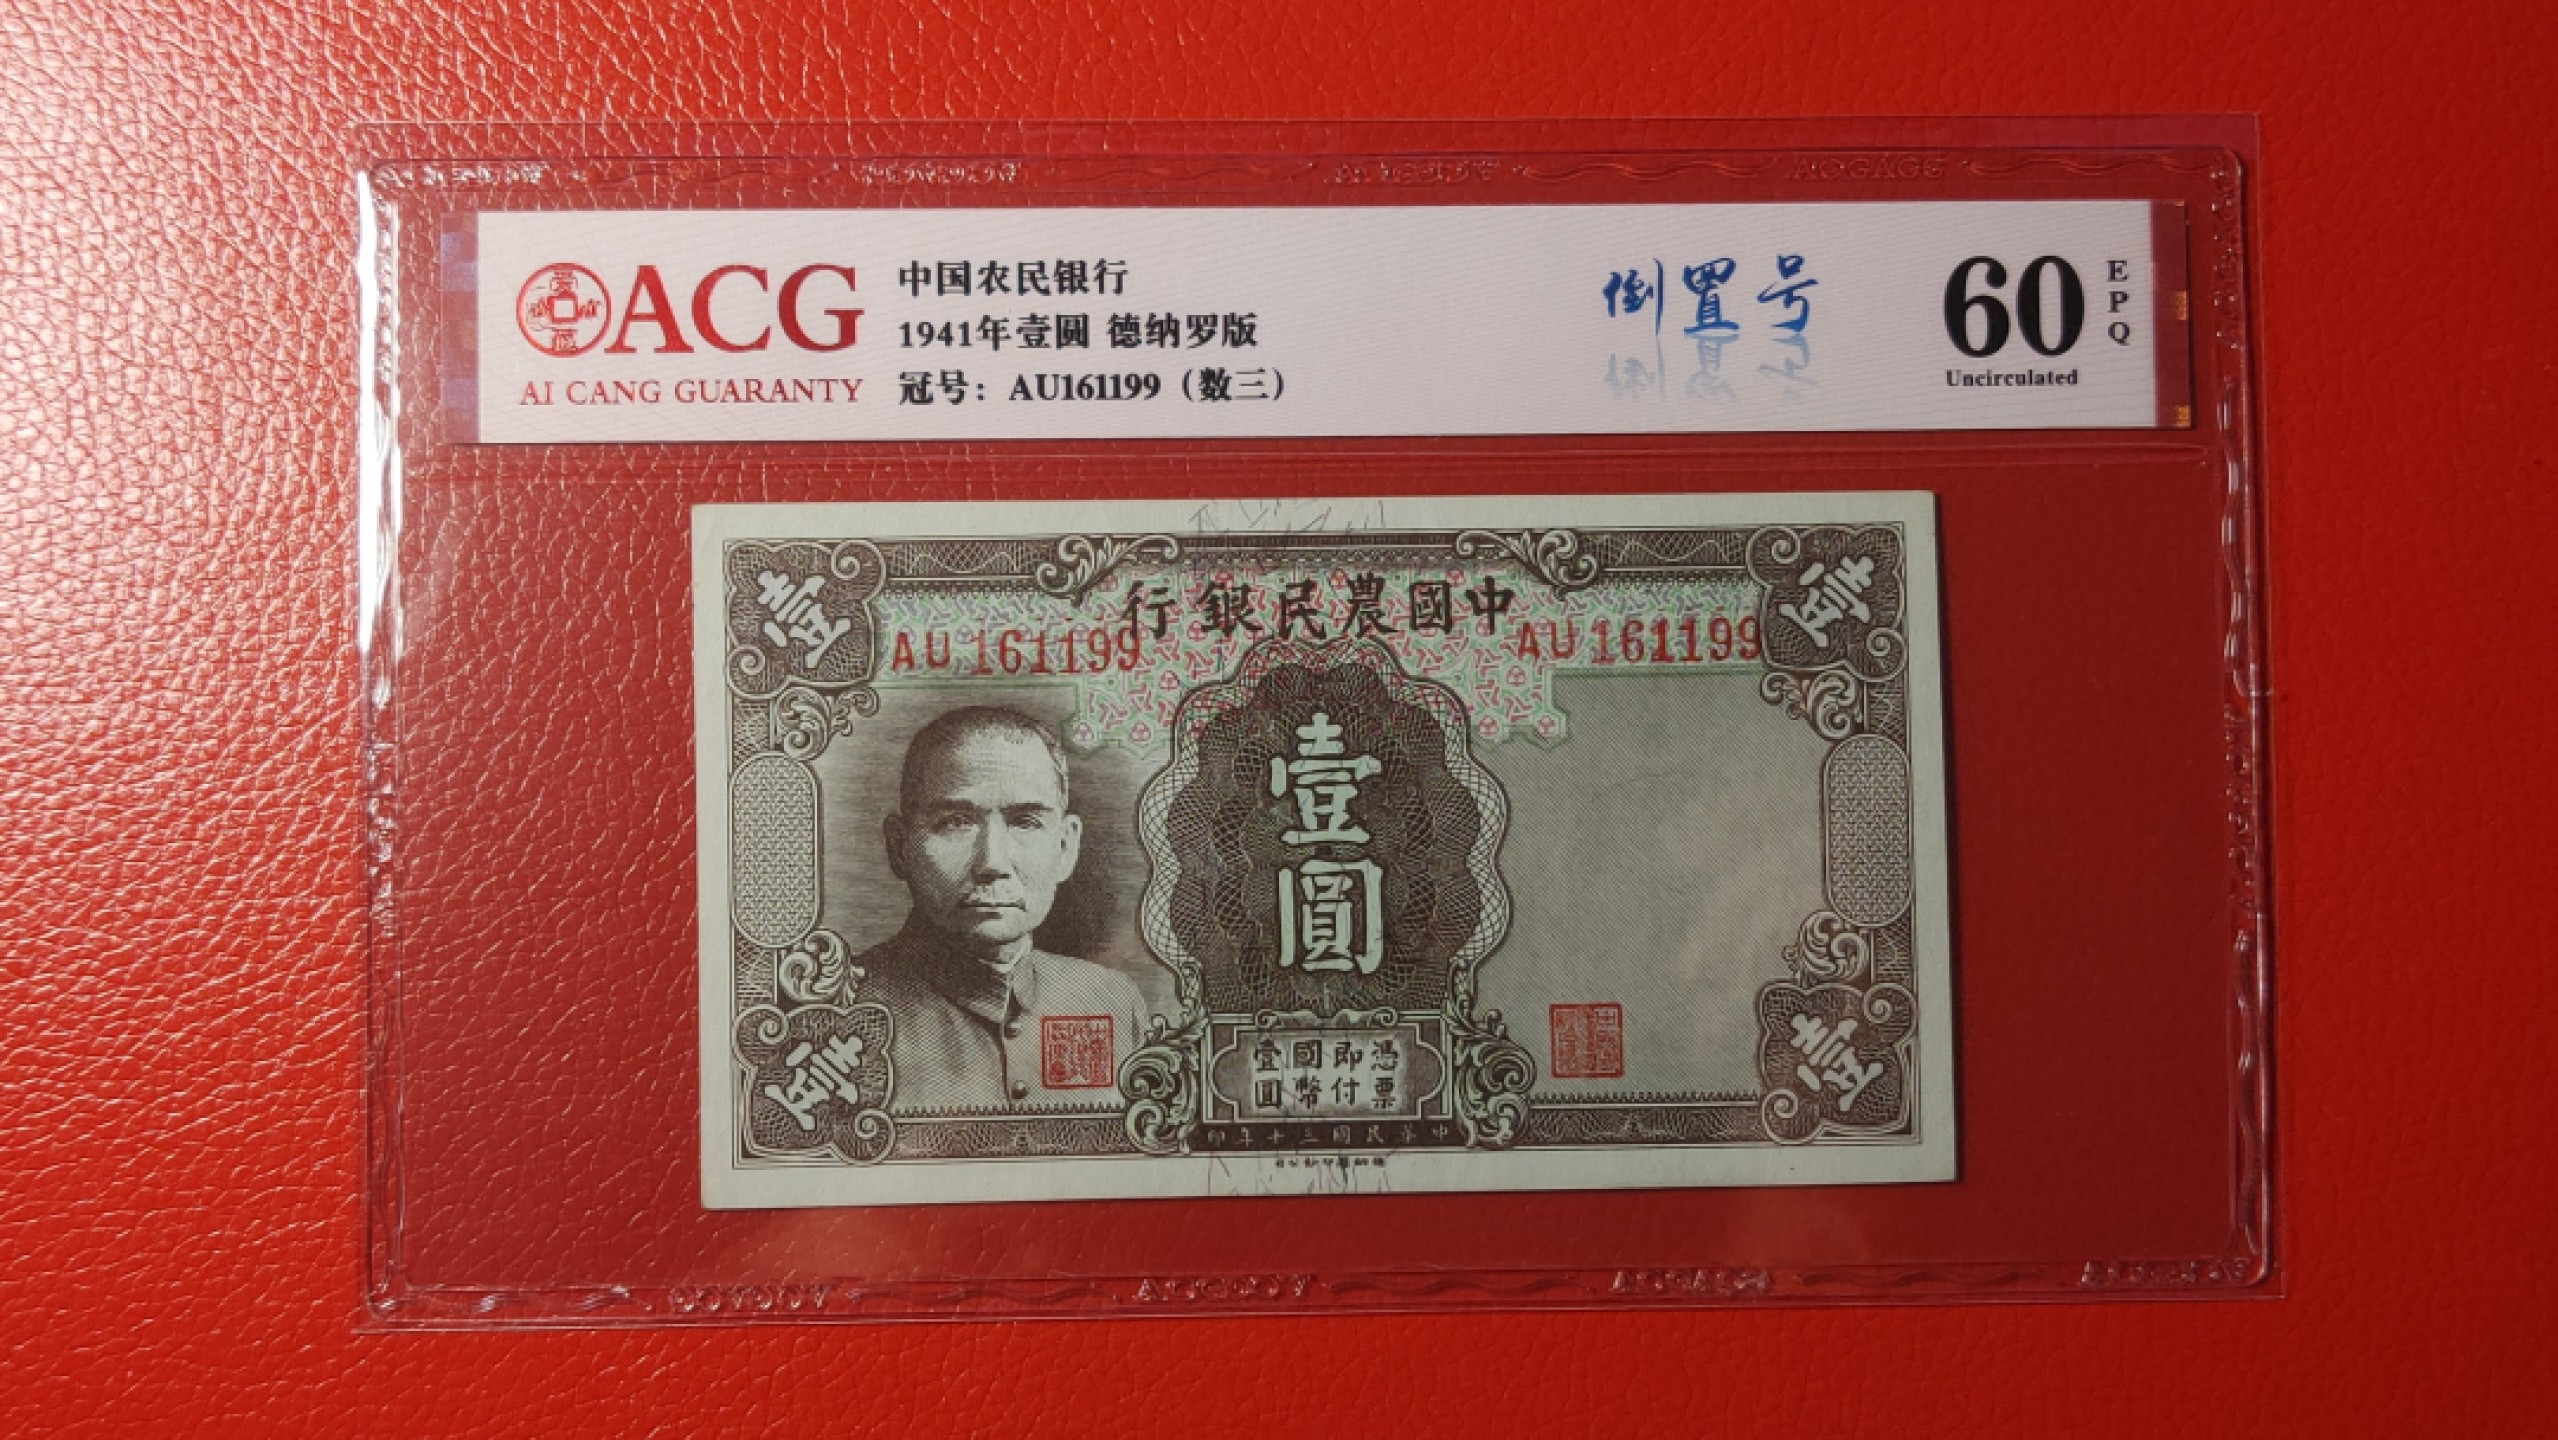 ACG
AI CANG GUARANTY
中国农民银行
1941年壹圆 德纳罗版
冠号：AU161199（数三）
倒置号
60
EPQ
Uncirculated
行銀民農國中
AU 161199
AU 161199
壹
壹
壹圓
憑票即付國幣壹圓
印年十三國民華中
壹
壹